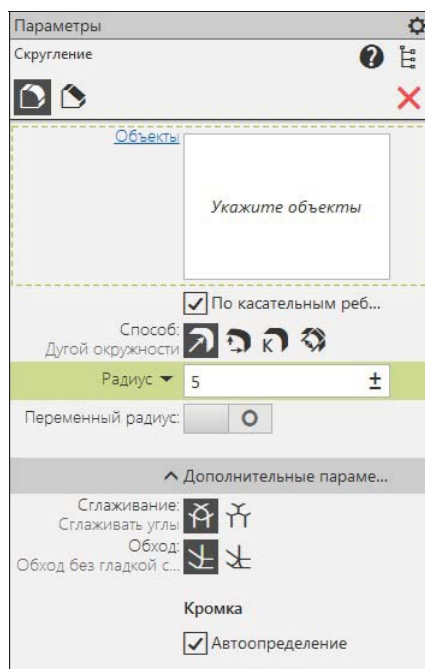 Параметры
Скругление
Объекты
Укажите объекты
По касательным реб...
Способ:
Дугой окружности
Радиус
5
Переменный радиус:
Дополнительные параме...
Сглаживание:
Сглаживать углы
Обход:
Обход без гладкой с...
Кромка
Автоопределение